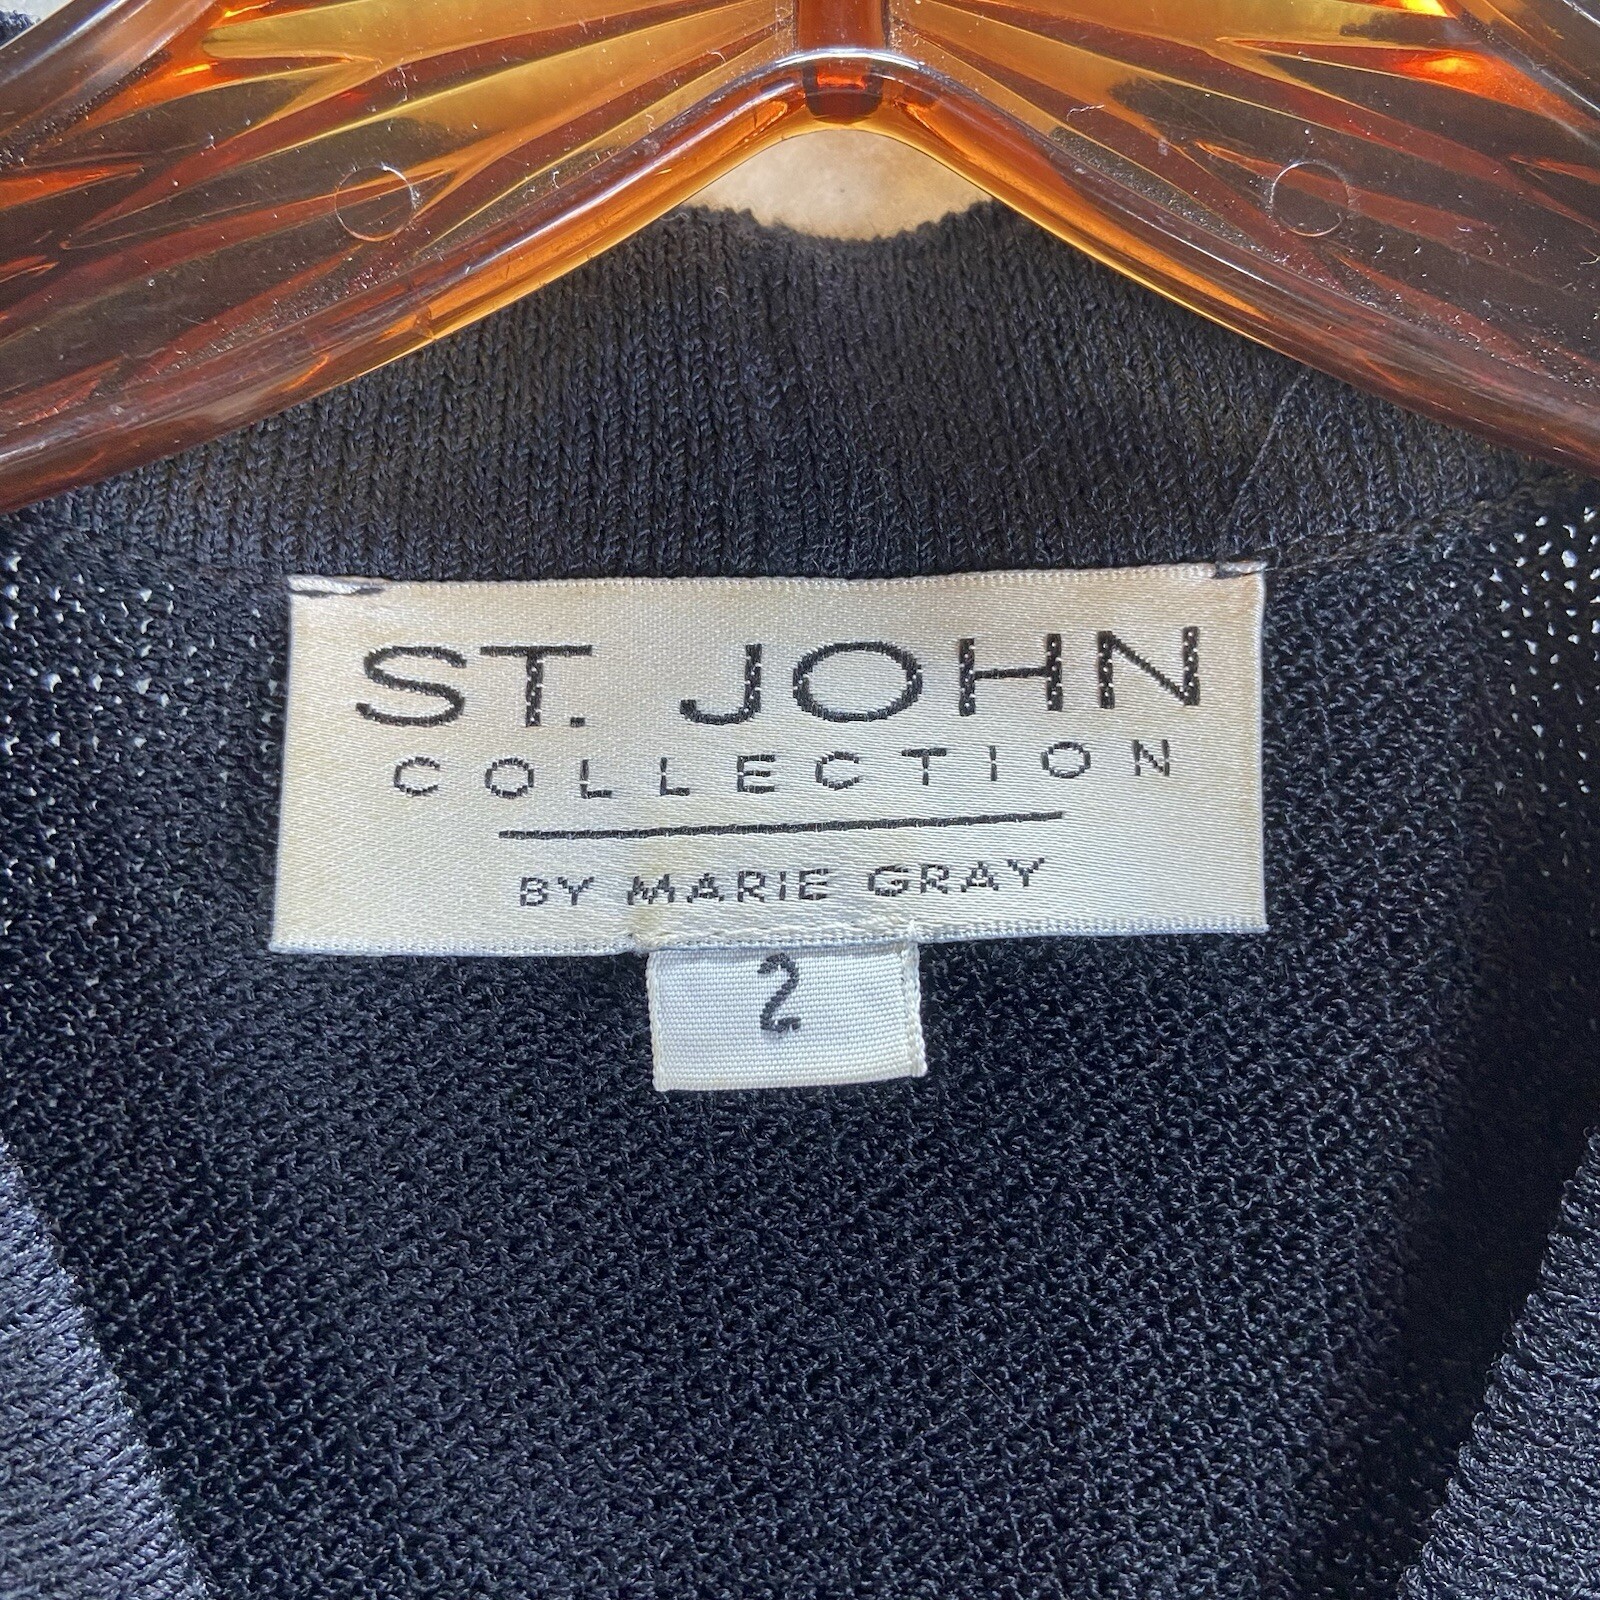 ST. JOHN
COLLECTION
BY MARIE GRAY
2